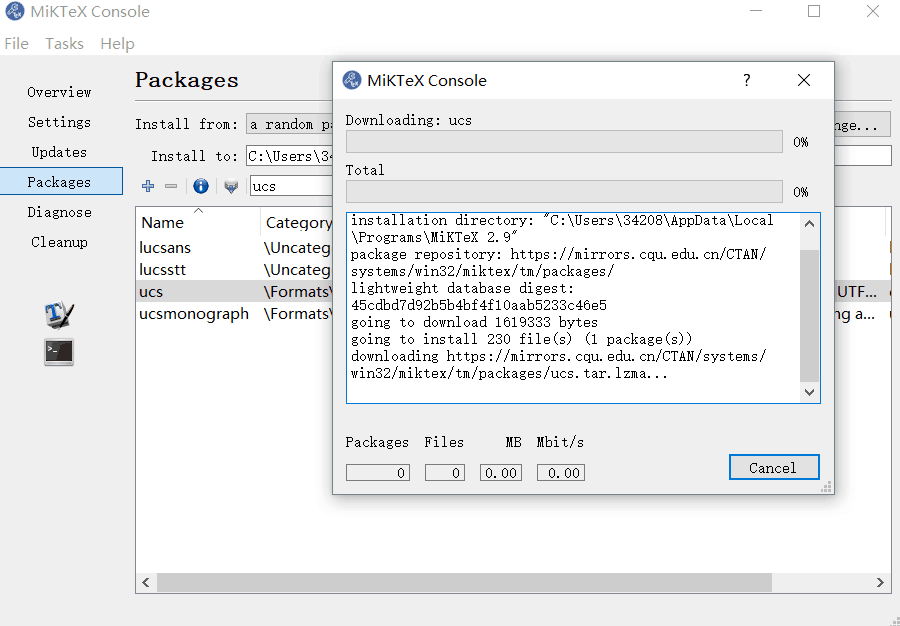 MiKTeX Console
File Tasks Help
Overview
Settings
Updates
Packages
Diagnose
Cleanup
Packages
Install from: a random
Install to: C:\Users\34
ucs
Name Category
lucsans \Uncateg
lucsstt \Uncateg
ucs \Formats\ UTF...
ucsmonograph \Formats\ ng a...
MiKTeX Console ?
Downloading: ucs
0%
Total
0%
installation directory: "C:\Users\34208\AppData\Local
\Programs\MiKTeX 2.9"
package repository: https://mirrors.cqu.edu.cn/CTAN/
systems/win32/miktex/tm/packages/
lightweight database digest:
45cdbd7d92b5b4bf4f10aab5233c46e5
going to download 1619333 bytes
going to install 230 file(s) (1 package(s))
downloading https://mirrors.cqu.edu.cn/CTAN/systems/
win32/miktex/tm/packages/ucs.tar.lzma...
Packages Files MB Mbit/s
0 0 0.00 0.00
Cancel